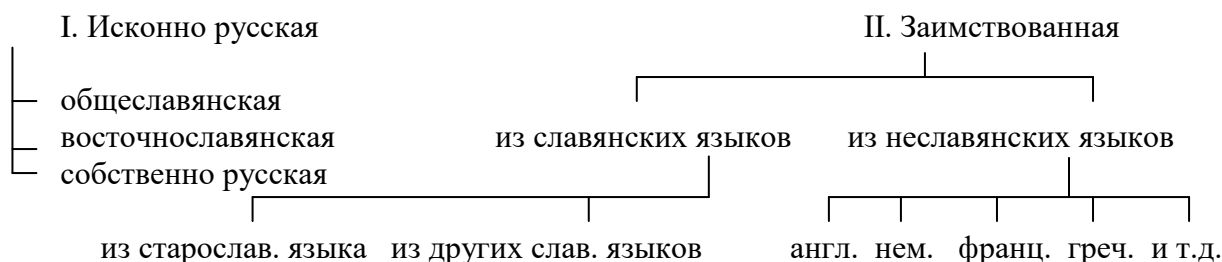 I. Исконно русская
II. Заимствованная
общеславянская
восточнославянская
собственно русская
из славянских языков
из неславянских языков
из старослав. языка
из других слав. языков
англ. нем. франц. греч. и т.д.